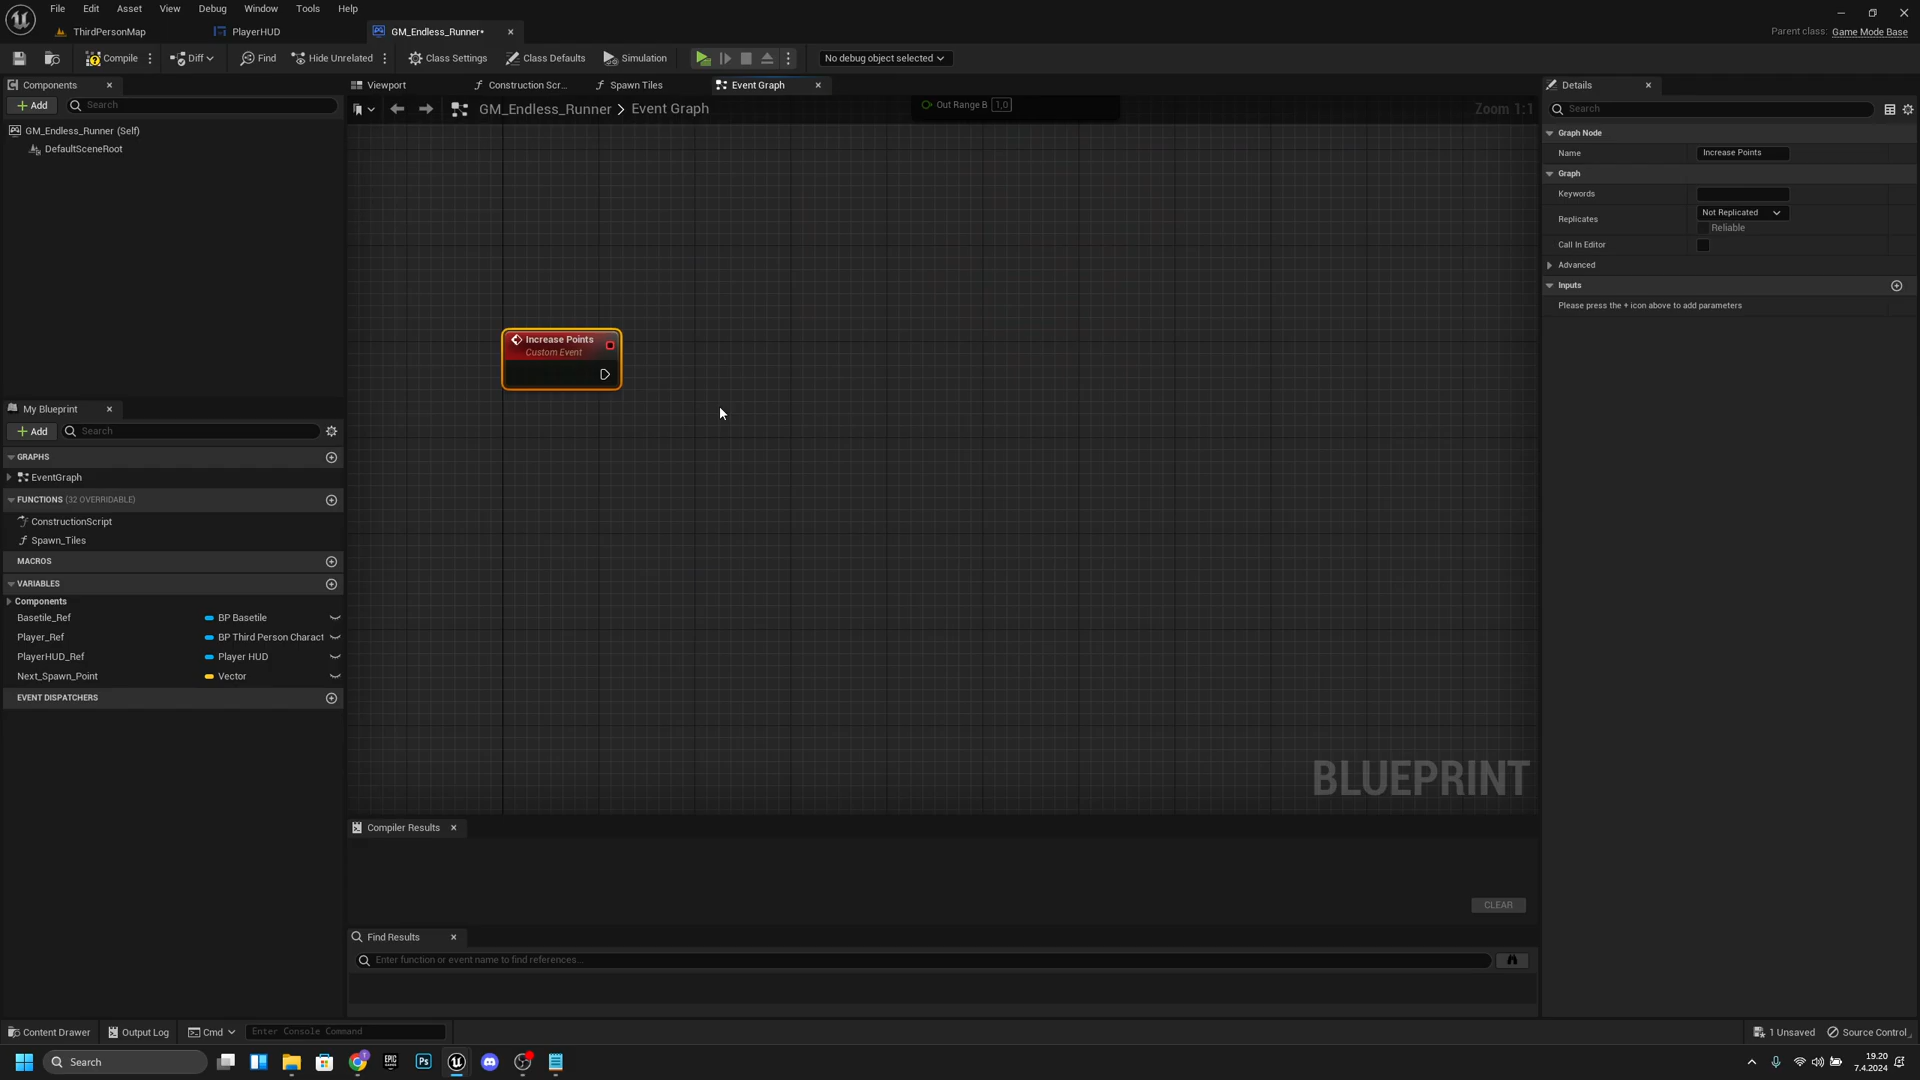 File Edit Asset View Debug Window Tools Help
ThirdPersonMap PlayerHUD GM_Endless_Runner* Parent class: Game Mode Base
Compile Diff Find Hide Unrelated Class Settings Class Defaults Simulation No debug object selected
Components Viewport Construction Scr... Spawn Tiles Event Graph Details
Add Search GM_Endless_Runner > Event Graph Out Range B 1,0 Zoom 1:1 Search
GM_Endless_Runner (Self)
DefaultSceneRoot
Graph Node
Name Increase Points
Graph
Keywords
Replicates Not Replicated
Reliable
Call In Editor
Advanced
Inputs
Please press the + icon above to add parameters
Increase Points
Custom Event
My Blueprint
Add Search
GRAPHS
EventGraph
FUNCTIONS (32 OVERRIDABLE)
ConstructionScript
Spawn_Tiles
MACROS
VARIABLES
Components
Basetile_Ref BP Basetile
Player_Ref BP Third Person Charact
PlayerHUD_Ref Player HUD
Next_Spawn_Point Vector
EVENT DISPATCHERS
BLUEPRINT
Compiler Results
CLEAR
Find Results
Enter function or event name to find references...
Content Drawer Output Log Cmd Enter Console Command 1 Unsaved Source Control
Search EPIC GAMES Ps 19.20
7.4.2024